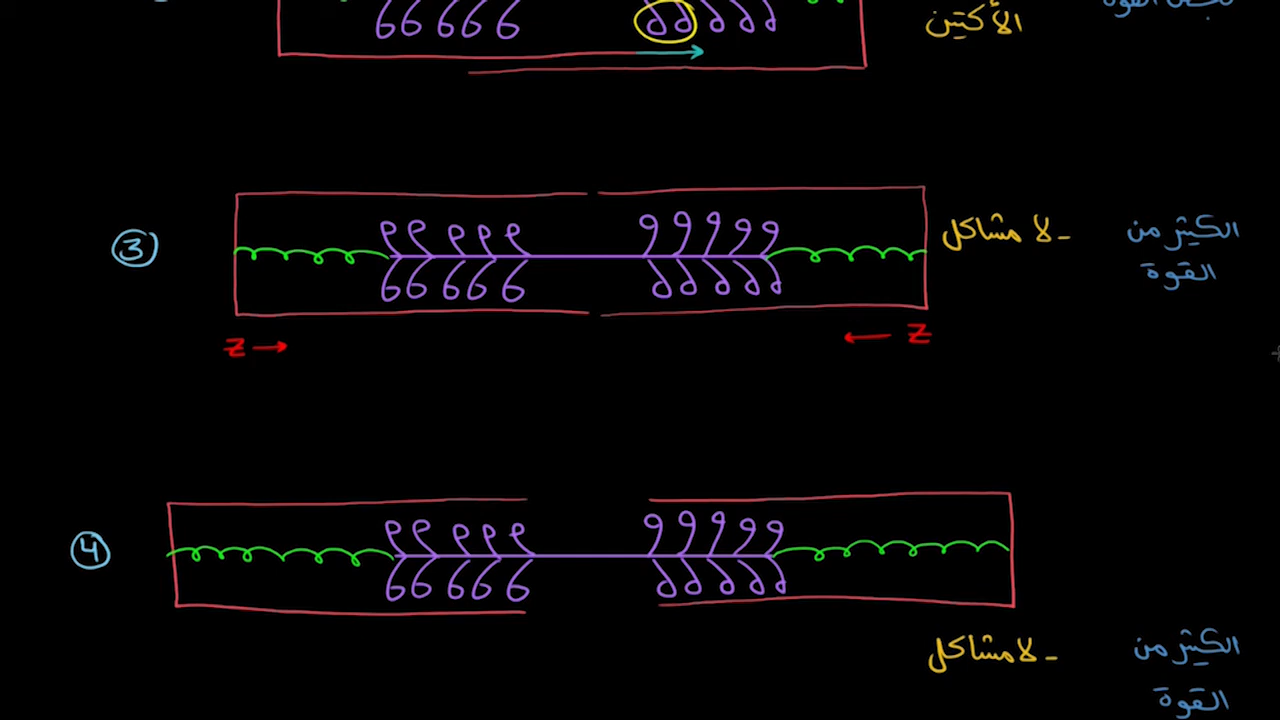 الأكتين
3
- لا مشاكل
الكثير من
القوة
Z →
← Z
4
- لا مشاكل
الكثير من
القوة